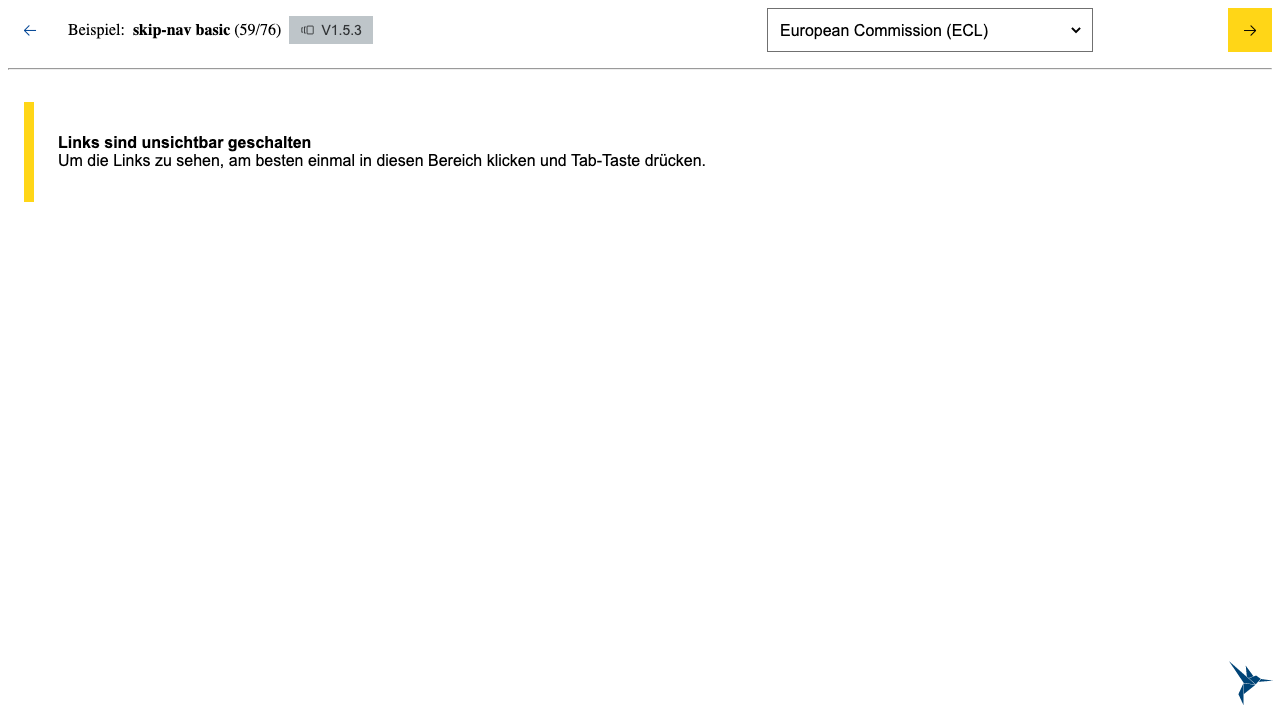 Beispiel: skip-nav basic (59/76) V1.5.3 European Commission (ECL)
Links sind unsichtbar geschalten
Um die Links zu sehen, am besten einmal in diesen Bereich klicken und Tab-Taste drücken.